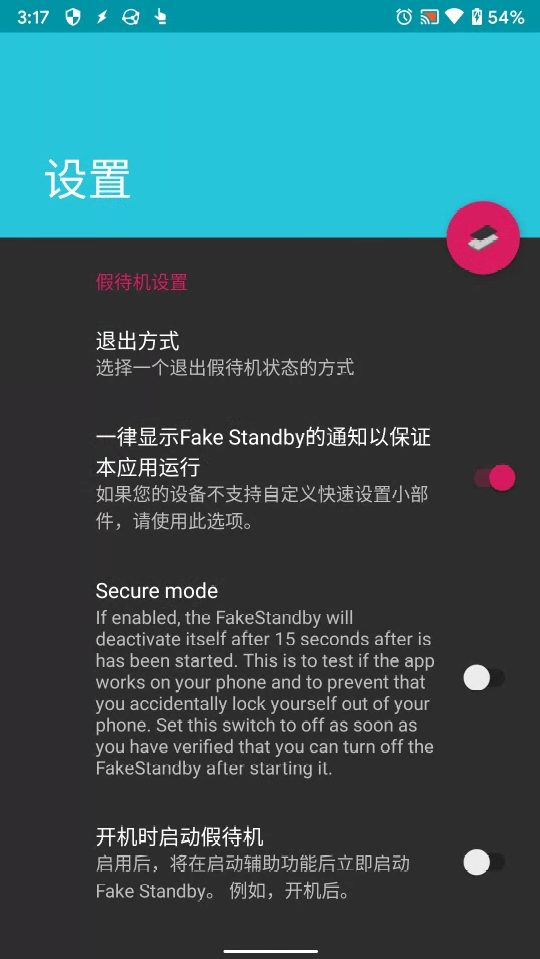 3:17
54%
设置
假待机设置
退出方式
选择一个退出假待机状态的方式
一律显示Fake Standby的通知以保证
本应用运行
如果您的设备不支持自定义快速设置小部
件，请使用此选项。
Secure mode
If enabled, the FakeStandby will
deactivate itself after 15 seconds after is
has been started. This is to test if the app
works on your phone and to prevent that
you accidentally lock yourself out of your
phone. Set this switch to off as soon as
you have verified that you can turn off the
FakeStandby after starting it.
开机时启动假待机
启用后，将在启动辅助功能后立即启动
Fake Standby。 例如，开机后。